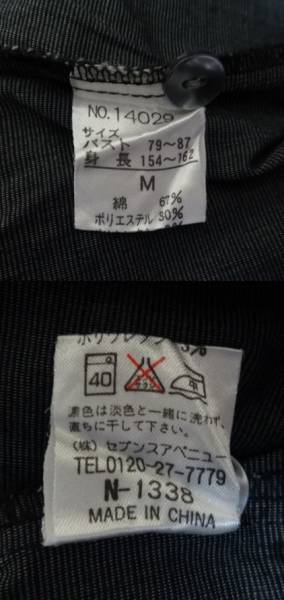 NO.14029
サイズ
バスト 79～87
身長 154～162
M
綿 67%
ポリエステル 30%
ポリウレタン 3%
40
濃色は淡色と一緒に洗わず、
直ちに干して下さい。
(株) セブンスアベニュー
TEL0120-27-7779
N-1338
MADE IN CHINA